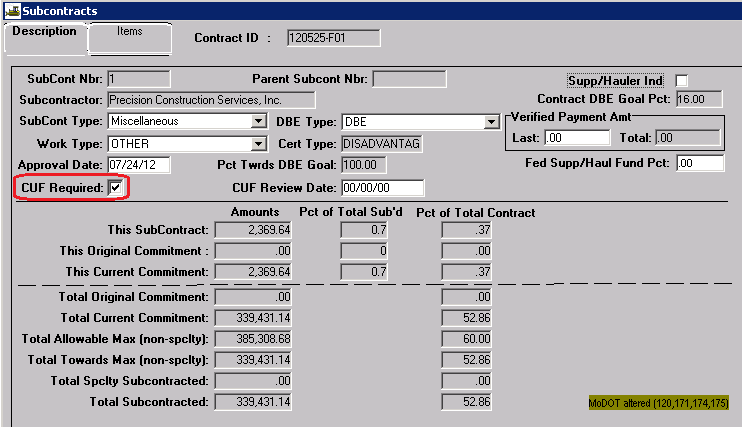 Subcontracts
Description Items Contract ID : 120525-F01
SubCont Nbr: 1 Parent Subcont Nbr: Supp/Hauler Ind
Subcontractor: Precision Construction Services, Inc. Contract DBE Goal Pct: 16.00
SubCont Type: Miscellaneous DBE Type: DBE Verified Payment Amt
Work Type: OTHER Cert Type: DISADVANTAG Last: .00 Total: .00
Approval Date: 07/24/12 Pct Twrds DBE Goal: 100.00 Fed Supp/Haul Fund Pct: .00
CUF Required: CUF Review Date: 00/00/00
Amounts Pct of Total Sub'd Pct of Total Contract
This SubContract: 2,369.64 0.7 .37
This Original Commitment : .00 0 .00
This Current Commitment: 2,369.64 0.7 .37
Total Original Commitment: .00 .00
Total Current Commitment: 339,431.14 52.86
Total Allowable Max (non-spclty): 385,308.68 60.00
Total Towards Max (non-spclty): 339,431.14 52.86
Total Spclty Subcontracted: .00 .00
Total Subcontracted: 339,431.14 52.86
MoDOT altered (120,171,174,175)